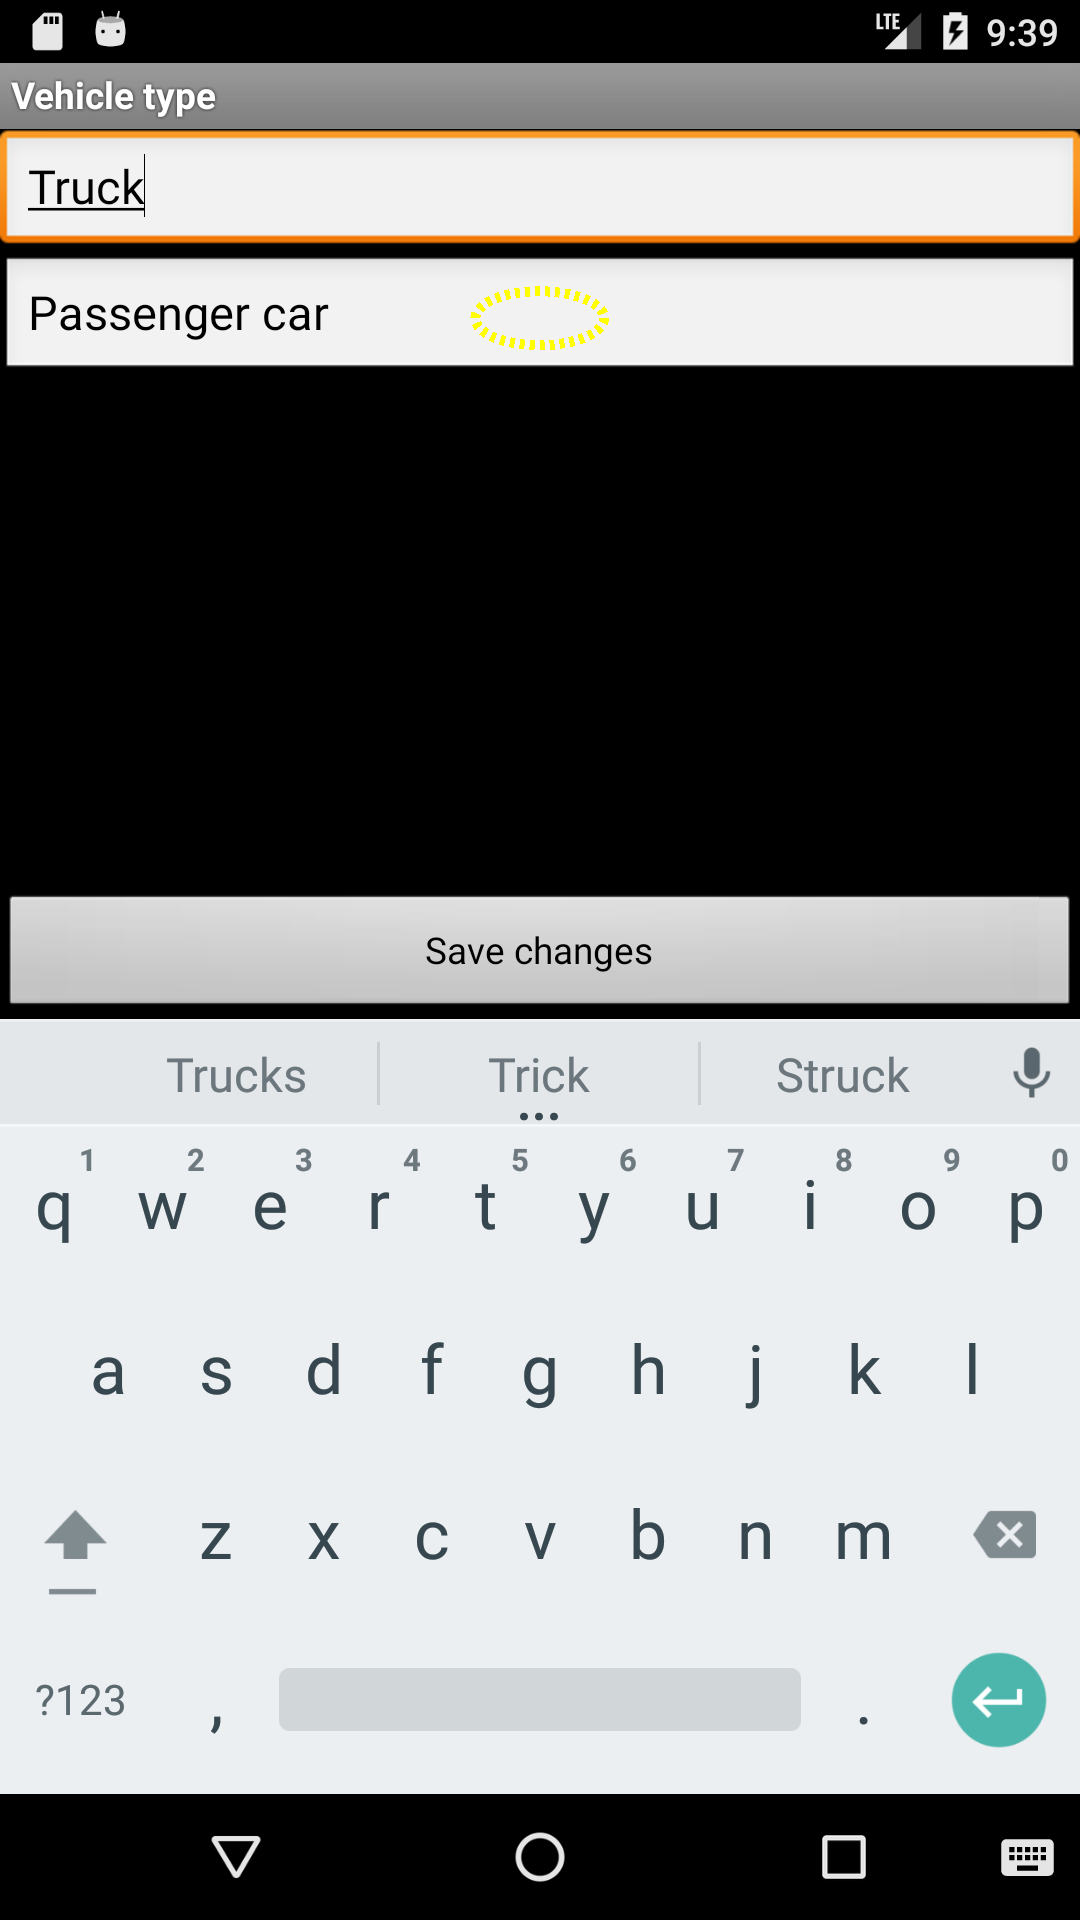 LTE 9:39
Vehicle type
Truck
Passenger car
Save changes
Trucks Trick Struck
1 2 3 4 5 6 7 8 9 0
q w e r t y u i o p
a s d f g h j k l
z x c v b n m
?123 , .